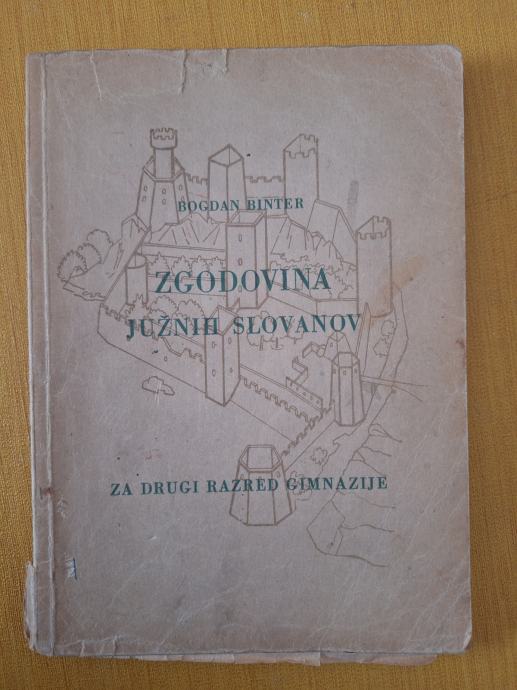 BOGDAN BINTER
ZGODOVINA
JUŽNIH SLOVANOV
ZA DRUGI RAZRED GIMNAZIJE